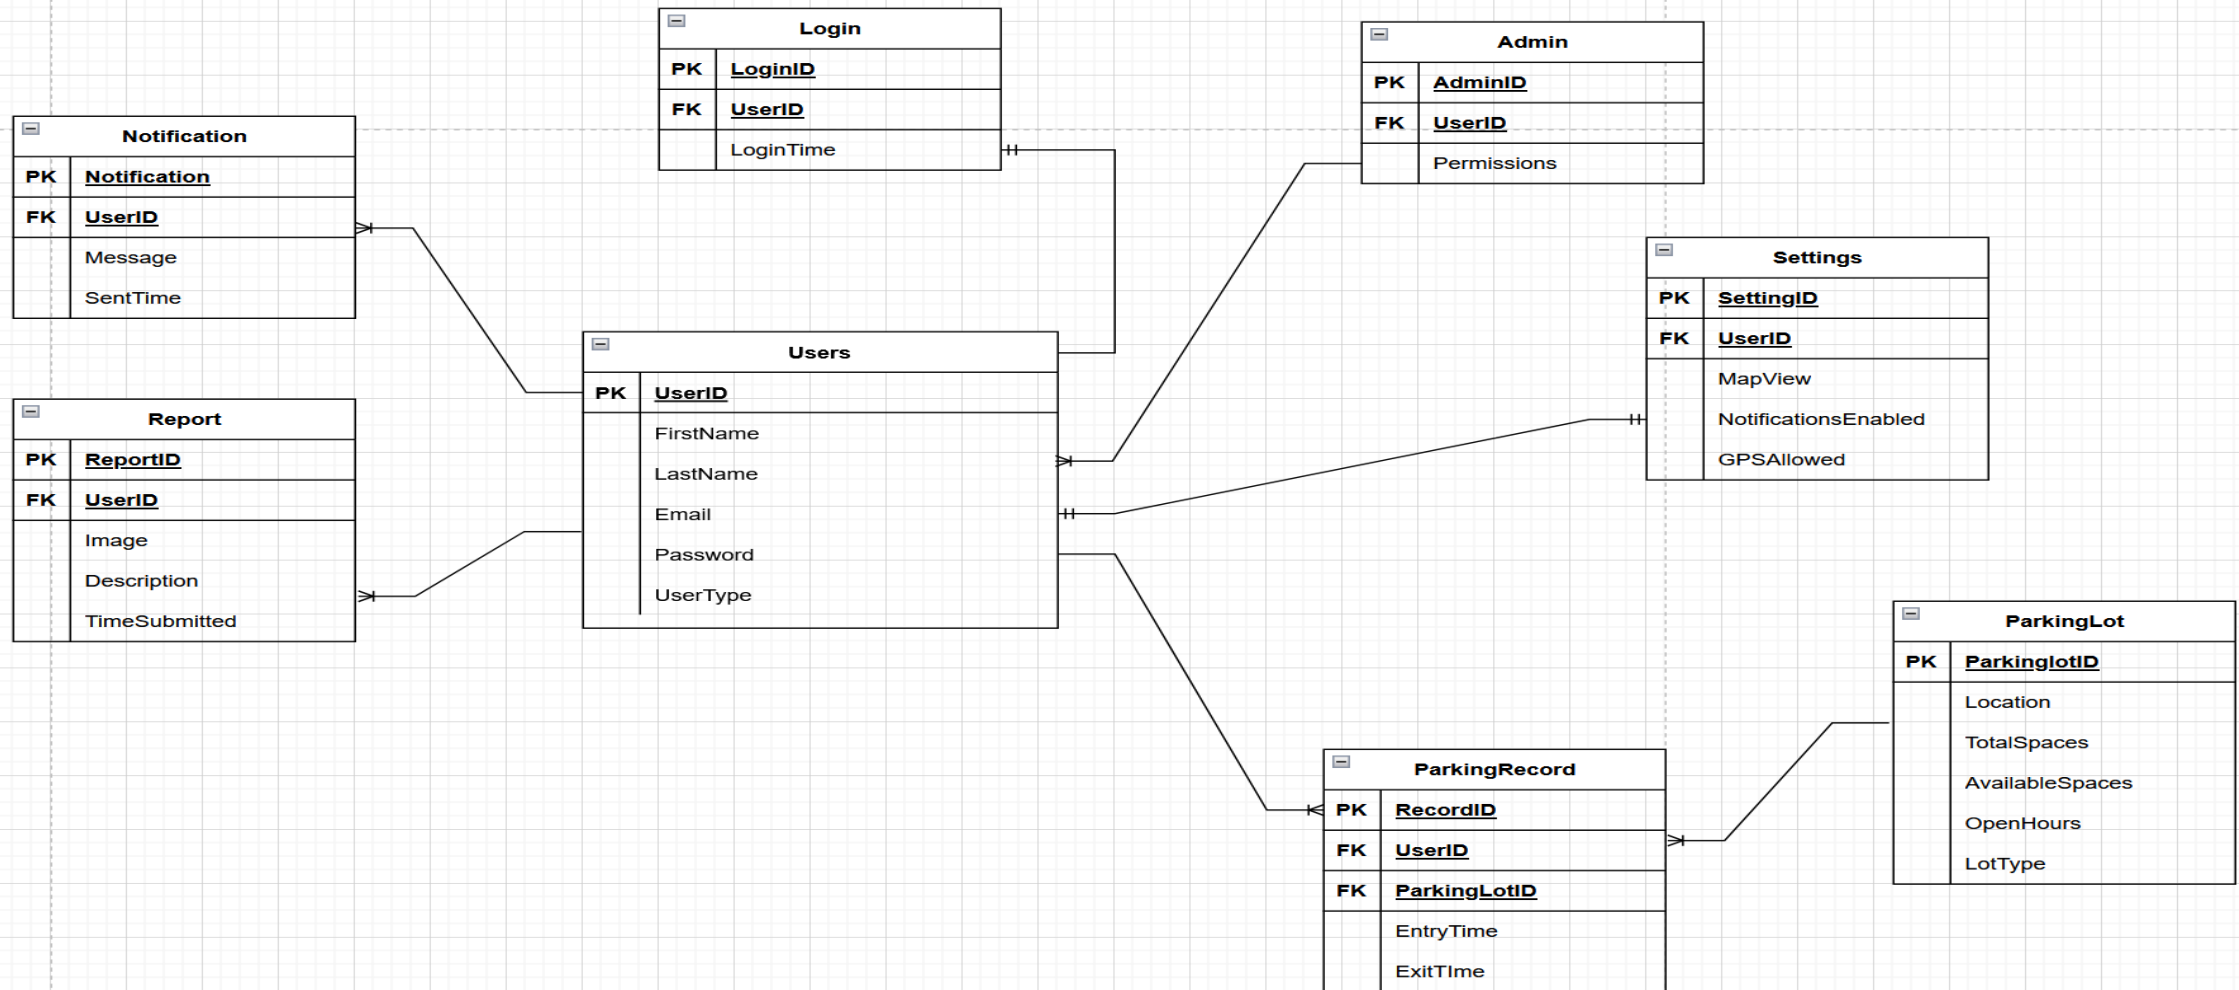 Login
PK LoginID
FK UserID
LoginTime
Admin
PK AdminID
FK UserID
Permissions
Notification
PK Notification
FK UserID
Message
SentTime
Settings
PK SettingID
FK UserID
MapView
NotificationsEnabled
GPSAllowed
Users
PK UserID
FirstName
LastName
Email
Password
UserType
Report
PK ReportID
FK UserID
Image
Description
TimeSubmitted
ParkingLot
PK ParkinglotID
Location
TotalSpaces
AvailableSpaces
OpenHours
LotType
ParkingRecord
PK RecordID
FK UserID
FK ParkingLotID
EntryTime
ExitTIme